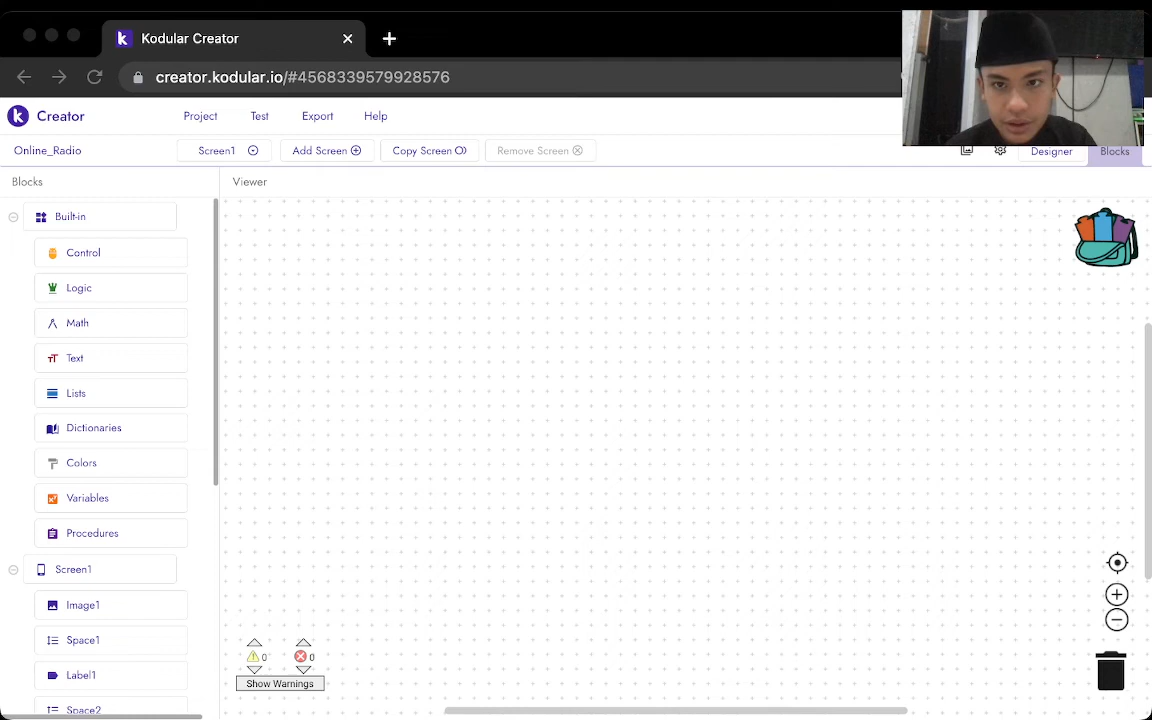 Kodular Creator
creator.kodular.io/#4568339579928576
Creator
Project
Test
Export
Help
Online_Radio
Screen1
Add Screen
Copy Screen
Remove Screen
Designer
Blocks
Blocks
Viewer
Built-in
Control
Logic
Math
Text
Lists
Dictionaries
Colors
Variables
Procedures
Screen1
Image1
Space1
Label1
Space2
0
0
Show Warnings